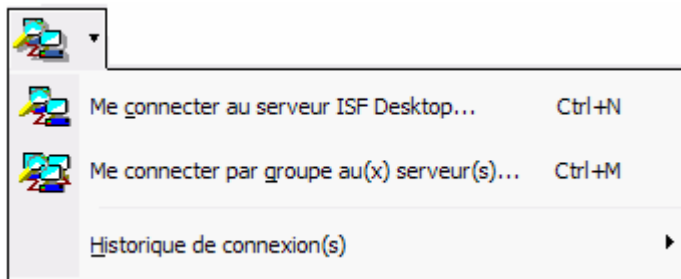 Me connecter au serveur ISF Desktop... Ctrl+N
Me connecter par groupe au(x) serveur(s)... Ctrl+M
Historique de connexion(s)